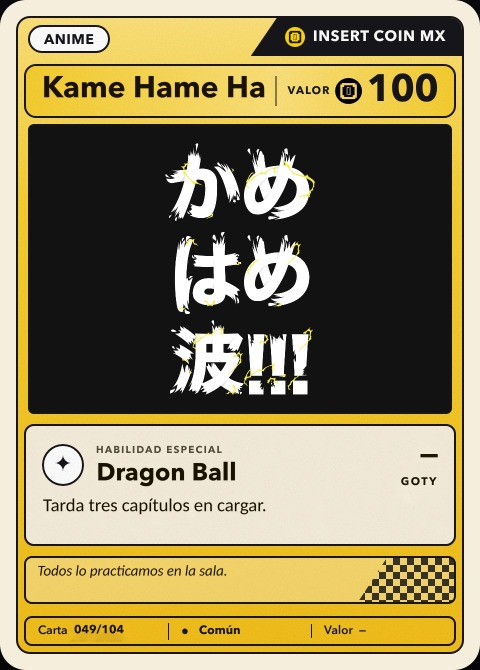 ANIME
INSERT COIN MX
Kame Hame Ha
VALOR 100
かめ
はめ
波!!!
HABILIDAD ESPECIAL
Dragon Ball
—
GOTY
Tarda tres capítulos en cargar.
Todos lo practicamos en la sala.
Carta 049/104 • Común Valor –